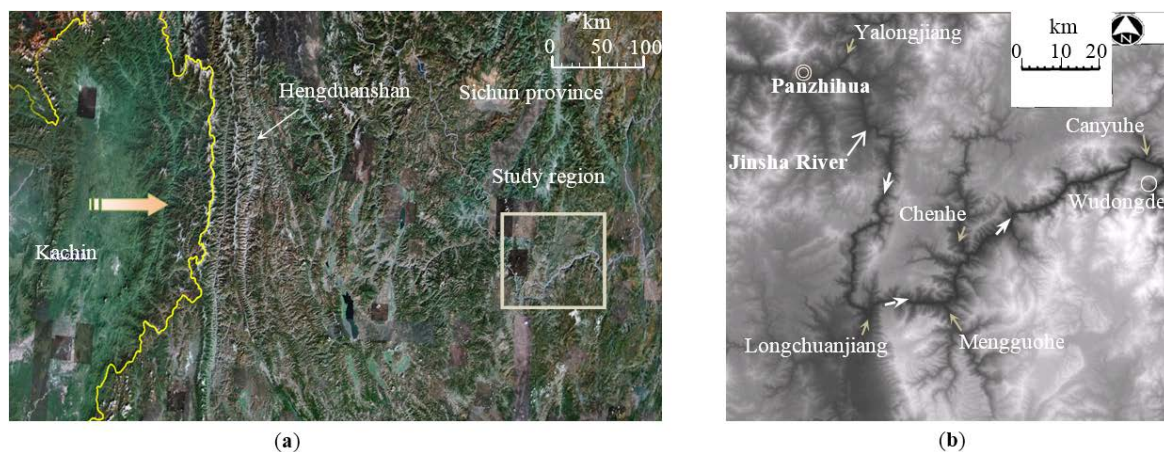 km
0 50 100
Hengduanshan
Sichun province
Study region
Kachin
(a)
km
0 10 20
N
Yalongjiang
Panzhihua
Jinsha River
Canyuhe
Wudongde
Chenhe
Longchuanjiang
Mengguohe
(b)